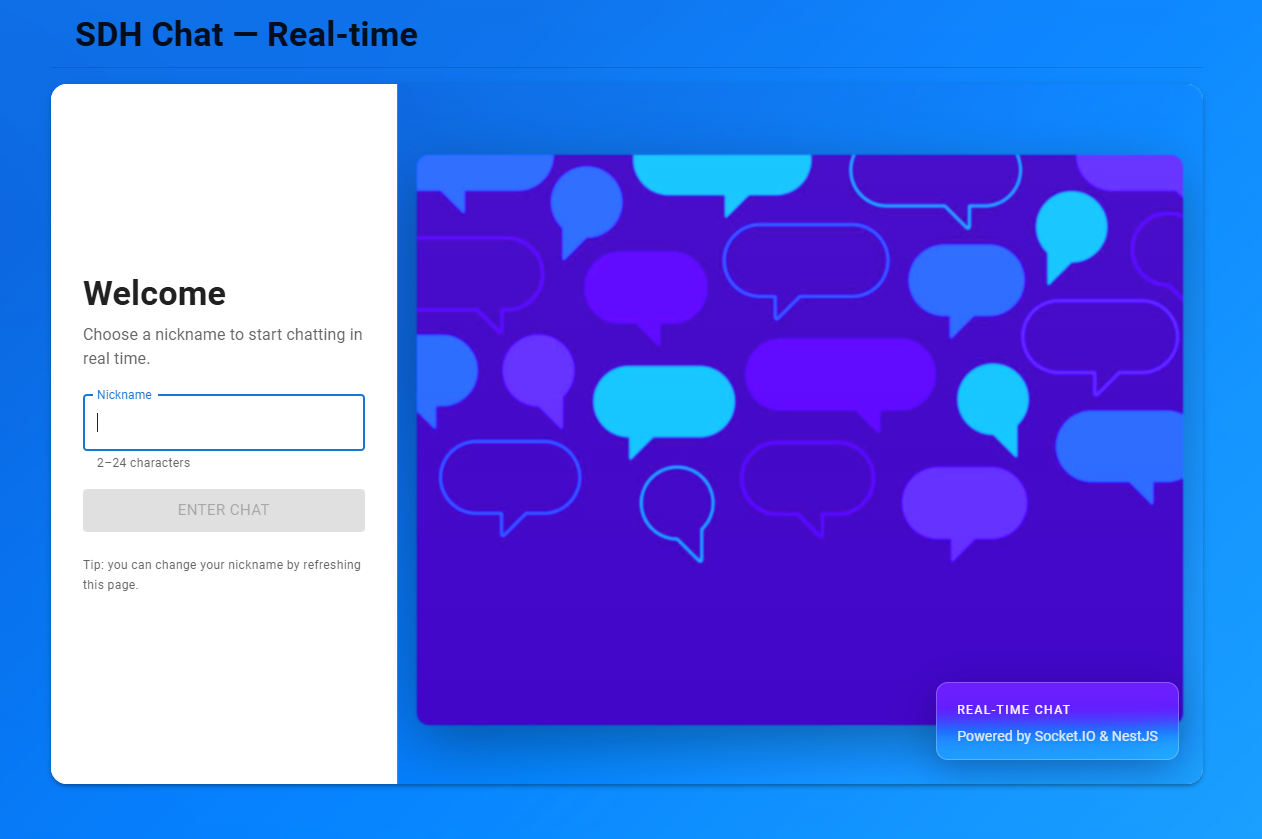 SDH Chat — Real-time
Welcome
Choose a nickname to start chatting in
real time.
Nickname
2–24 characters
ENTER CHAT
Tip: you can change your nickname by refreshing
this page.
REAL-TIME CHAT
Powered by Socket.IO & NestJS